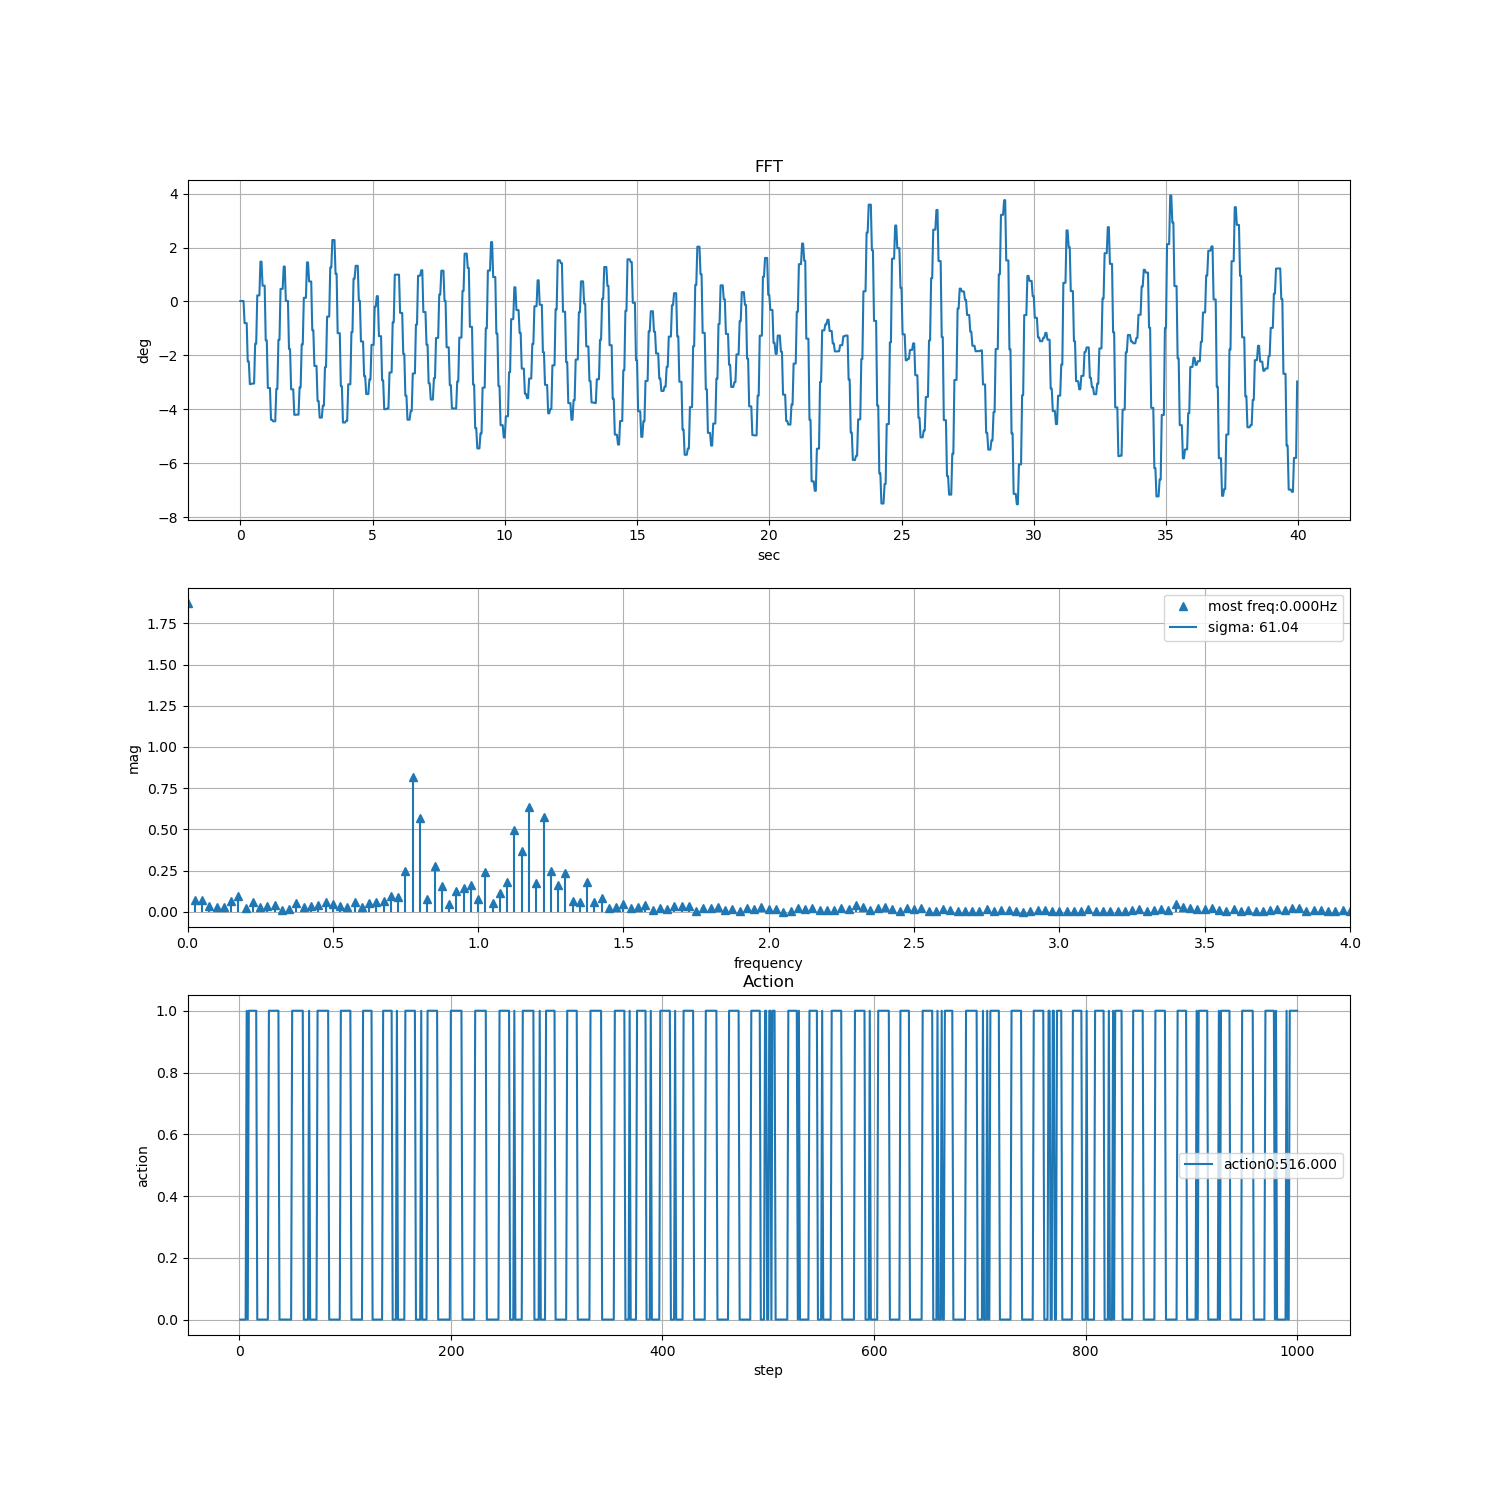 FFT
4
2
0
−2
−4
−6
−8
deg
0 5 10 15 20 25 30 35 40
sec
most freq:0.000Hz
sigma: 61.04
1.75
1.50
1.25
1.00
0.75
0.50
0.25
0.00
mag
0.0 0.5 1.0 1.5 2.0 2.5 3.0 3.5 4.0
frequency
Action
1.0
0.8
0.6
0.4
0.2
0.0
action
action0:516.000
0 200 400 600 800 1000
step